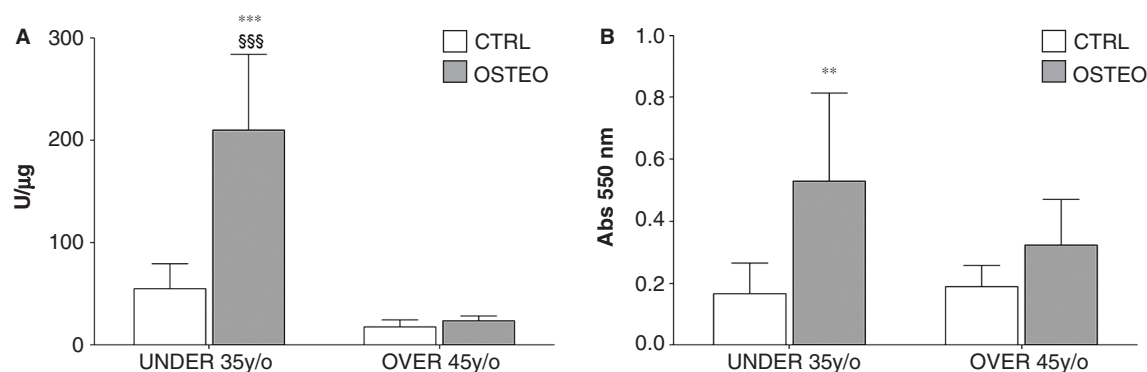 A
300
200
100
0
U/µg
***
§§§
CTRL
OSTEO
UNDER 35y/o
OVER 45y/o
B
1.0
0.8
0.6
0.4
0.2
0.0
Abs 550 nm
**
CTRL
OSTEO
UNDER 35y/o
OVER 45y/o